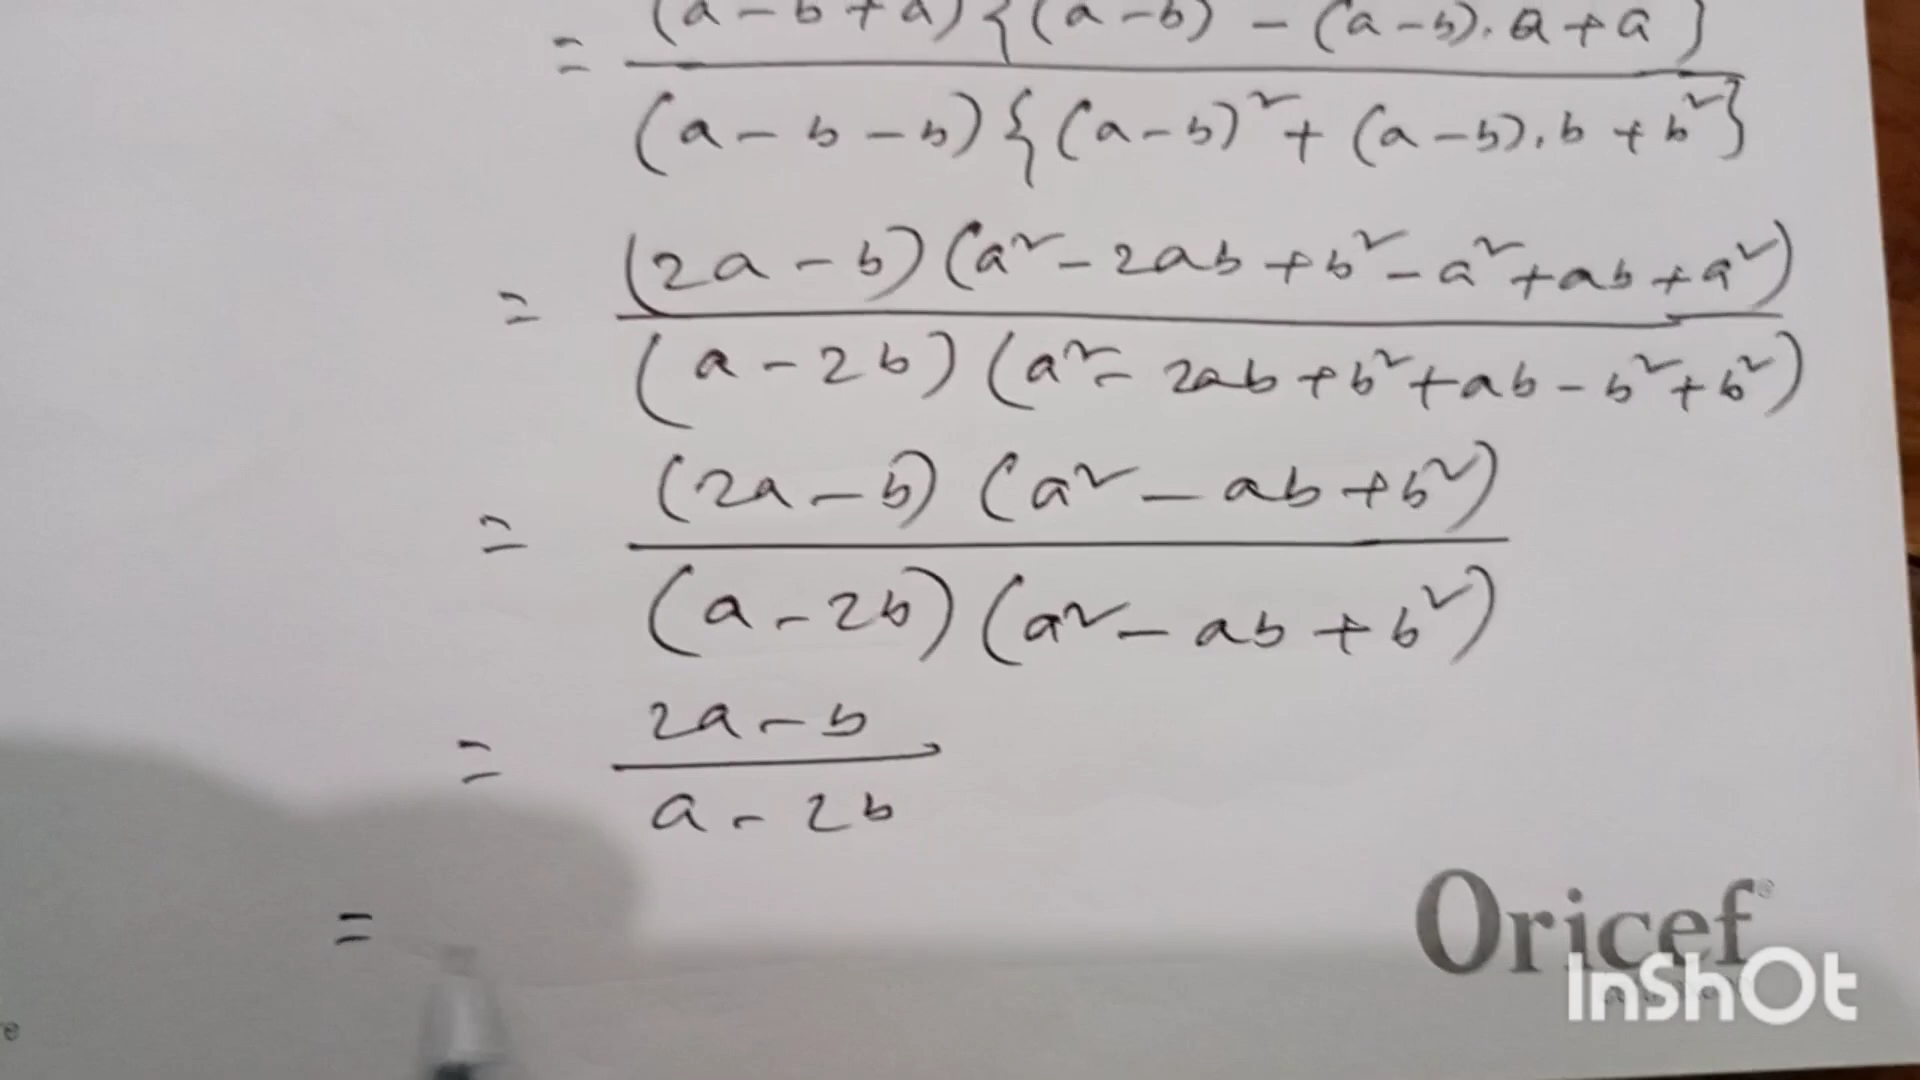 = (a - b + a) {(a - b) - (a - b). a + a}
(a - b - b) {(a - b)² + (a - b). b + b²}
= (2a - b) (a² - 2ab + b² - a² + ab + a²)
(a - 2b) (a² - 2ab + b² + ab - b² + b²)
= (2a - b) (a² - ab + b²)
(a - 2b) (a² - ab + b²)
= 2a - b
a - 2b
=
Oricef®
InShOt